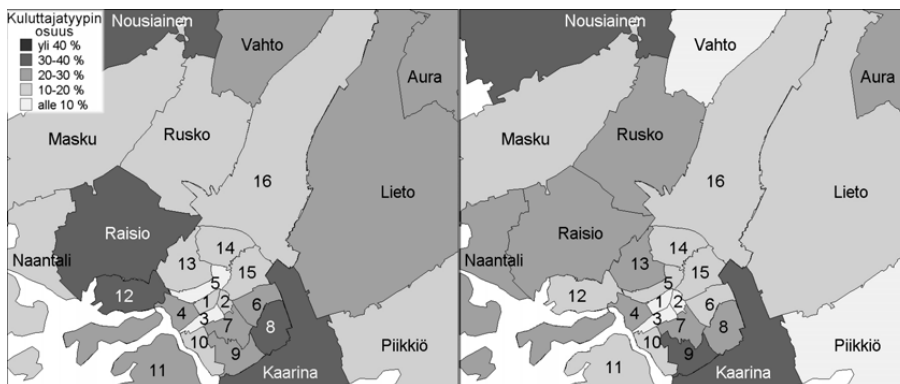 Kuluttajatyypin
osuus
yli 40 %
30-40 %
20-30 %
10-20 %
alle 10 %
Nousiainen
Vahto
Aura
Masku
Rusko
16
Lieto
Raisio
Naantali
14
13
15
5
12
1
2
6
4
3
7
8
10
9
11
Kaarina
Nousiainen
Vahto
Aura
Masku
Rusko
16
Lieto
Raisio
Naantali
14
13
15
5
12
1
2
6
4
3
7
8
10
9
11
Kaarina
Piikkiö